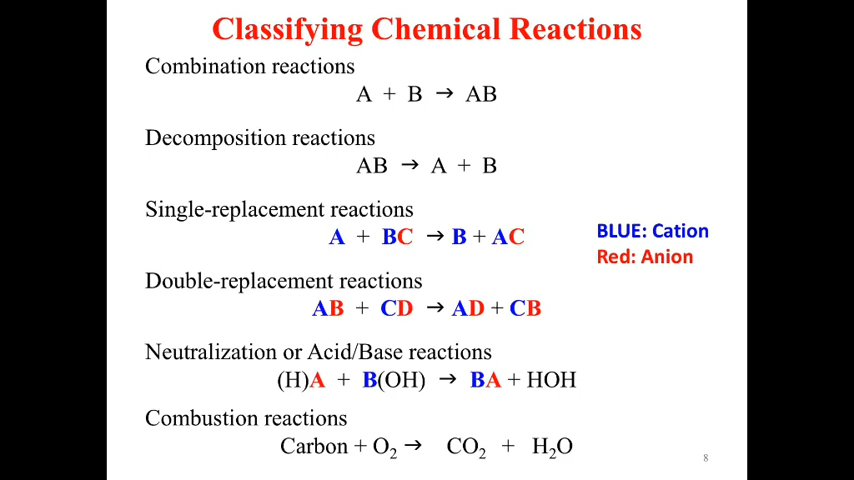 Classifying Chemical Reactions
Combination reactions
A + B → AB
Decomposition reactions
AB → A + B
Single-replacement reactions
A + BC → B + AC
BLUE: Cation
Red: Anion
Double-replacement reactions
AB + CD → AD + CB
Neutralization or Acid/Base reactions
(H)A + B(OH) → BA + HOH
Combustion reactions
Carbon + O₂ → CO₂ + H₂O
8